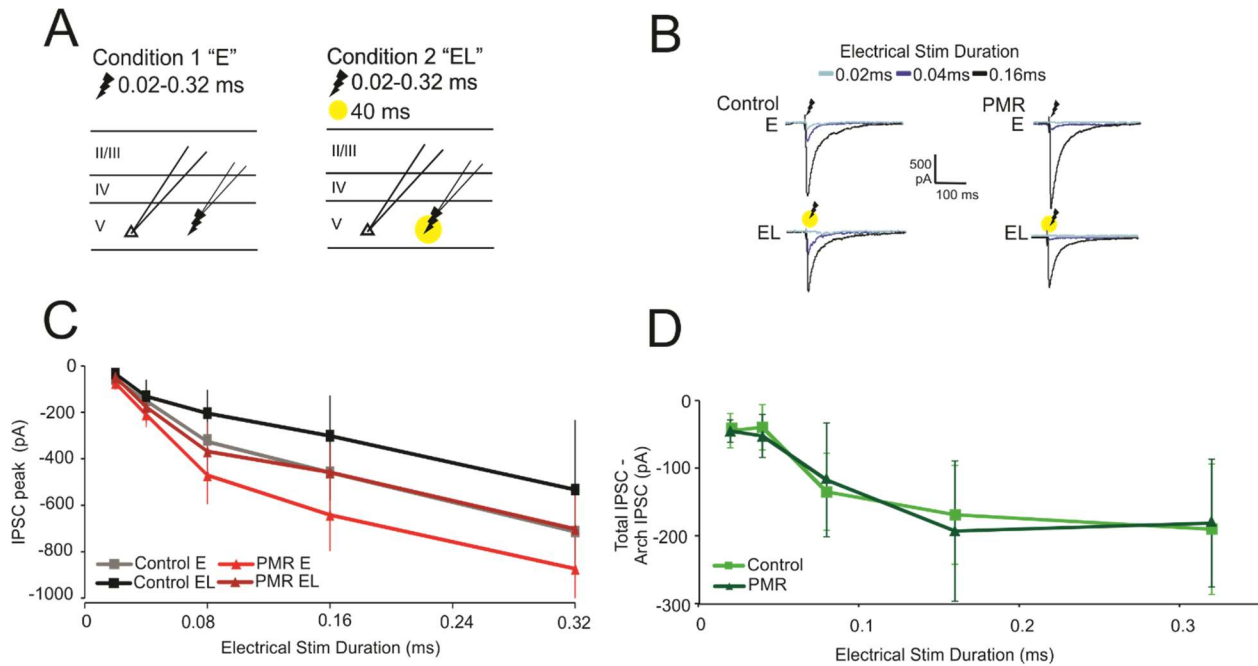 A
Condition 1 "E"
0.02-0.32 ms
II/III
IV
V
Condition 2 "EL"
0.02-0.32 ms
40 ms
II/III
IV
V
B
Electrical Stim Duration
0.02ms 0.04ms 0.16ms
Control
E
EL
PMR
E
EL
500
pA
100 ms
C
IPSC peak (pA)
0
-200
-400
-600
-800
-1000
Control E PMR E
Control EL PMR EL
0 0.08 0.16 0.24 0.32
Electrical Stim Duration (ms)
D
Total IPSC -
Arch IPSC (pA)
0
-100
-200
-300
Control
PMR
0 0.1 0.2 0.3
Electrical Stim Duration (ms)